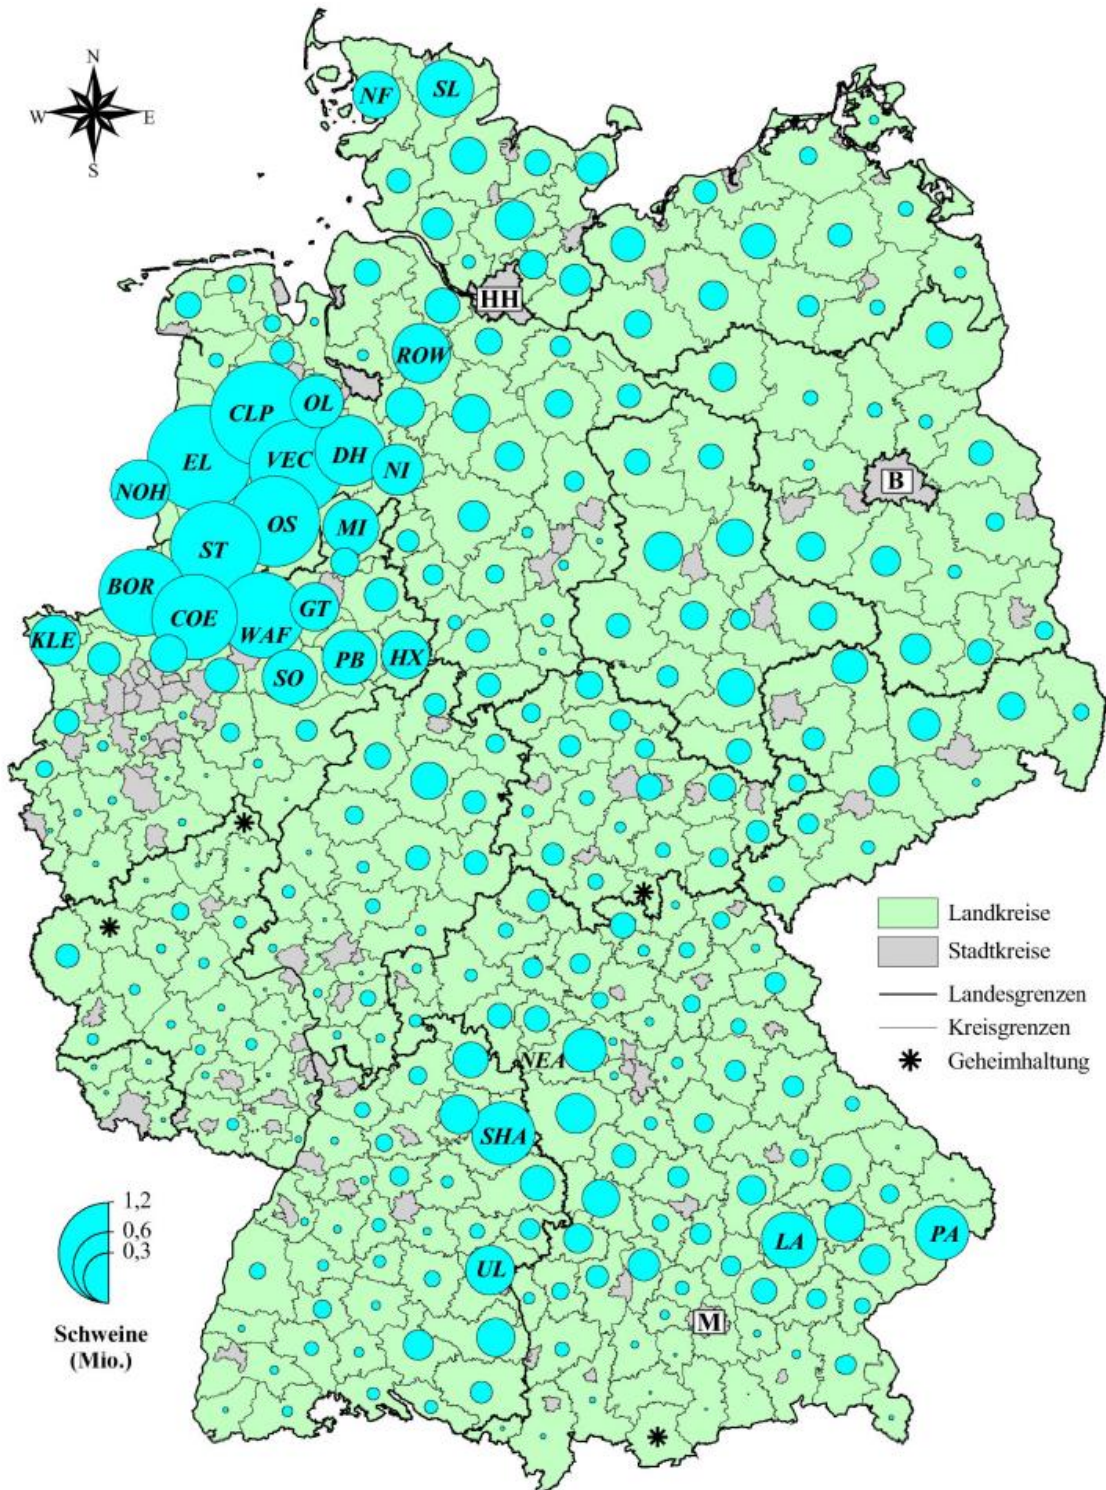 N
W
E
S
NF
SL
HH
ROW
CLP
OL
EL
VEC
DH
NI
NOH
B
OS
MI
ST
BOR
COE
WAF
GT
KLE
SO
PB
HX
Landkreise
Stadtkreise
Landesgrenzen
Kreisgrenzen
Geheimhaltung
NEA
SHA
1,2
0,6
0,3
LA
PA
UL
M
Schweine
(Mio.)